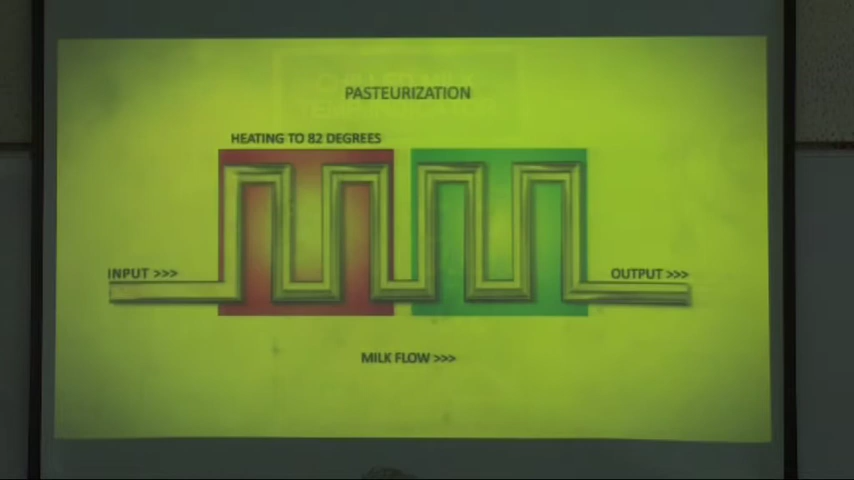 PASTEURIZATION
HEATING TO 82 DEGREES
INPUT >>>
OUTPUT >>>
MILK FLOW >>>